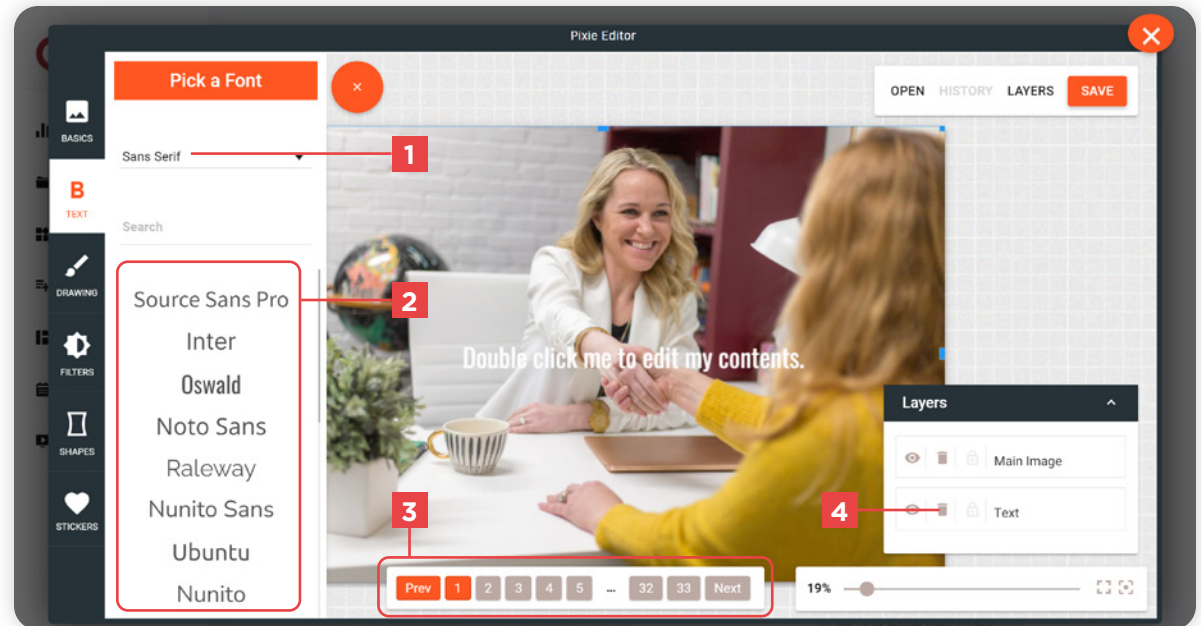 Pixie Editor
Pick a Font
OPEN HISTORY LAYERS SAVE
BASICS
Sans Serif
1
B
TEXT
Search
DRAWING
Source Sans Pro
2
Inter
FILTERS
Oswald
Double click me to edit my contents.
Noto Sans
Layers
SHAPES
Raleway
Main Image
Nunito Sans
3
4
Text
STICKERS
Ubuntu
Nunito
Prev 1 2 3 4 5 ... 32 33 Next
19%